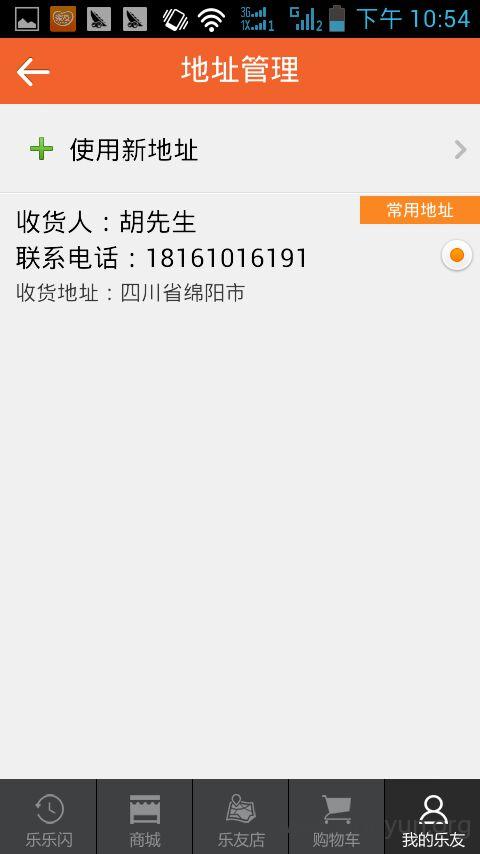 3G 1X 1 G 2 下午 10:54
地址管理
使用新地址
常用地址
收货人：胡先生
联系电话：18161016191
收货地址：四川省绵阳市
乐乐闪 商城 乐友店 购物车 我的乐友